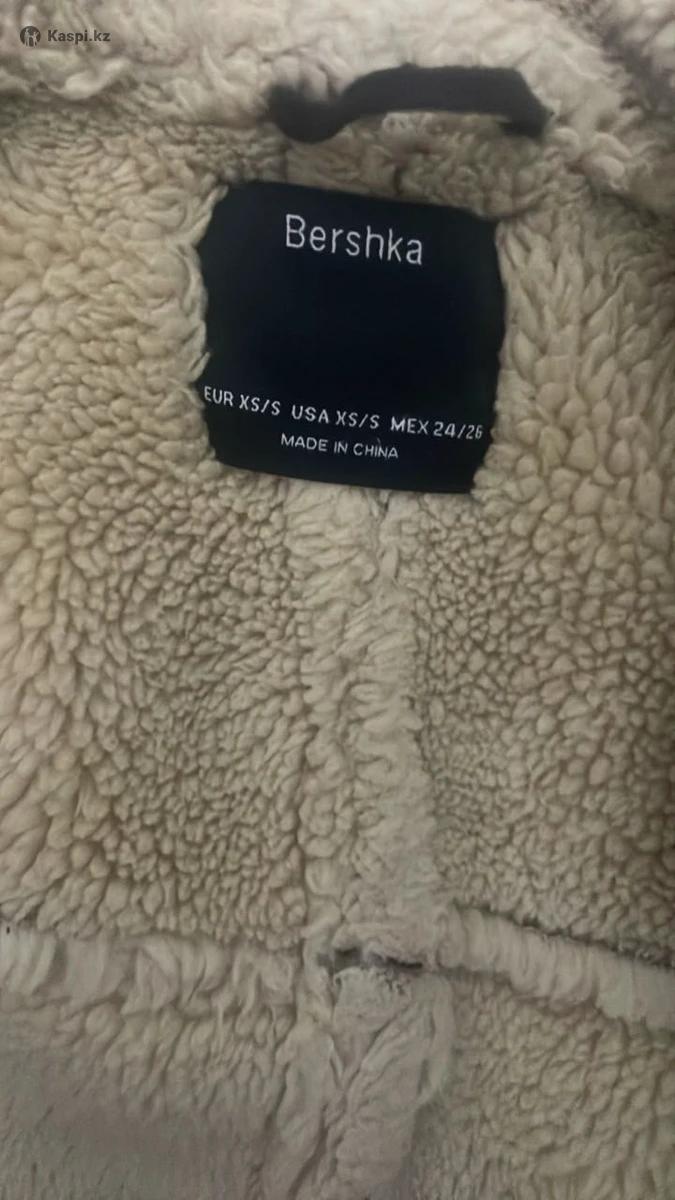 Kaspi.kz
Bershka
EUR XS/S USA XS/S MEX 24/26
MADE IN CHINA